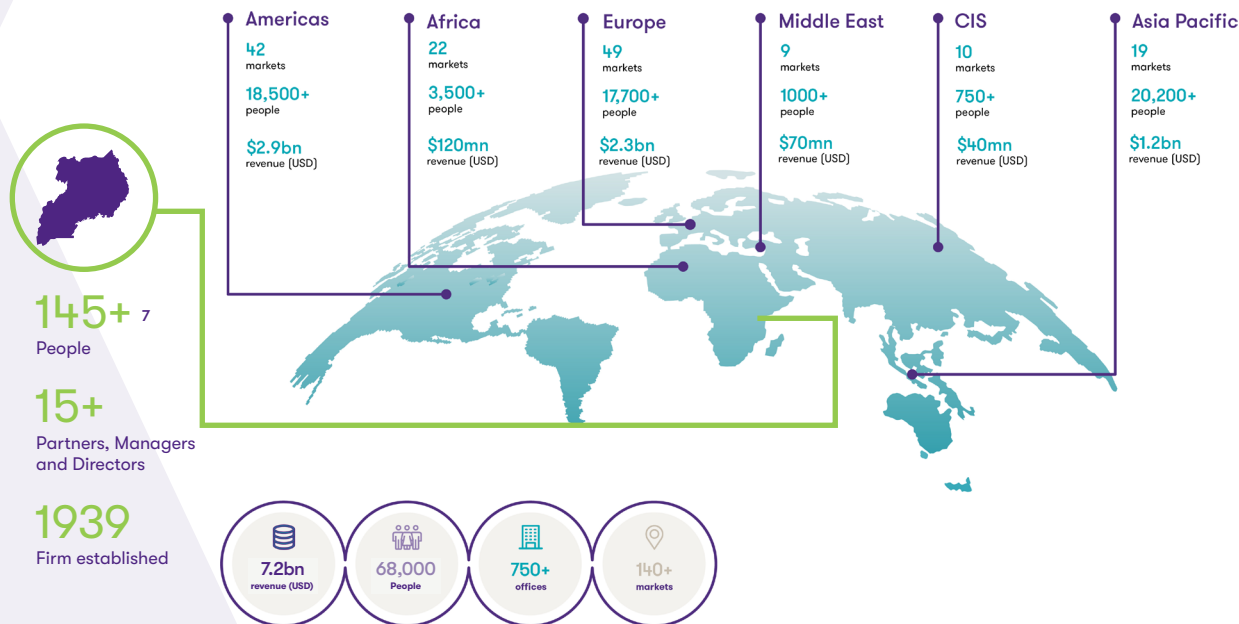 Americas
42
markets
18,500+
people
$2.9bn
revenue (USD)
Africa
22
markets
3,500+
people
$120mn
revenue (USD)
Europe
49
markets
17,700+
people
$2.3bn
revenue (USD)
Middle East
9
markets
1000+
people
$70mn
revenue (USD)
CIS
10
markets
750+
people
$40mn
revenue (USD)
Asia Pacific
19
markets
20,200+
people
$1.2bn
revenue (USD)
145+ 7
People
15+
Partners, Managers
and Directors
1939
Firm established
7.2bn
revenue (USD)
68,000
People
750+
offices
140+
markets